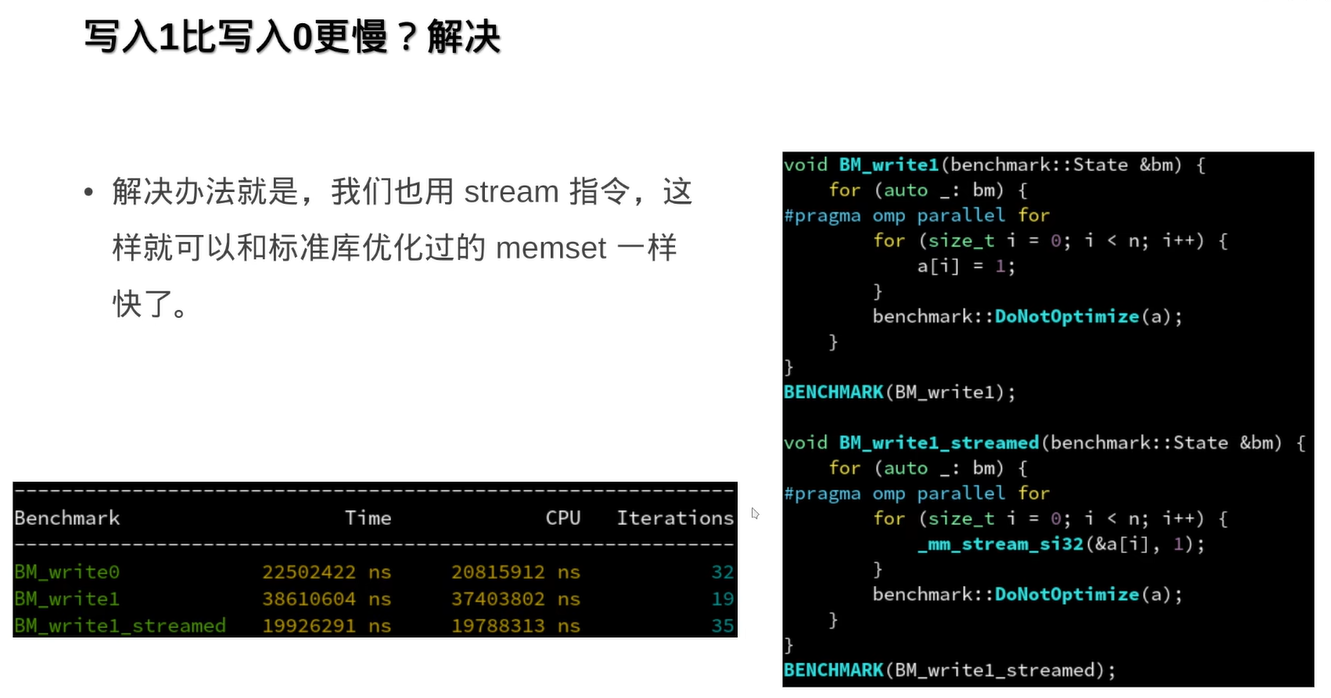 写入1比写入0更慢？解决
• 解决办法就是，我们也用 stream 指令，这
样就可以和标准库优化过的 memset 一样
快了。
------------------------------------------------------------
Benchmark                   Time             CPU   Iterations
------------------------------------------------------------
BM_write0            22502422 ns     20815912 ns           32
BM_write1            38610604 ns     37403802 ns           19
BM_write1_streamed   19926291 ns     19788313 ns           35
void BM_write1(benchmark::State &bm) {
    for (auto _: bm) {
#pragma omp parallel for
        for (size_t i = 0; i < n; i++) {
            a[i] = 1;
        }
        benchmark::DoNotOptimize(a);
    }
}
BENCHMARK(BM_write1);
void BM_write1_streamed(benchmark::State &bm) {
    for (auto _: bm) {
#pragma omp parallel for
        for (size_t i = 0; i < n; i++) {
            _mm_stream_si32(&a[i], 1);
        }
        benchmark::DoNotOptimize(a);
    }
}
BENCHMARK(BM_write1_streamed);